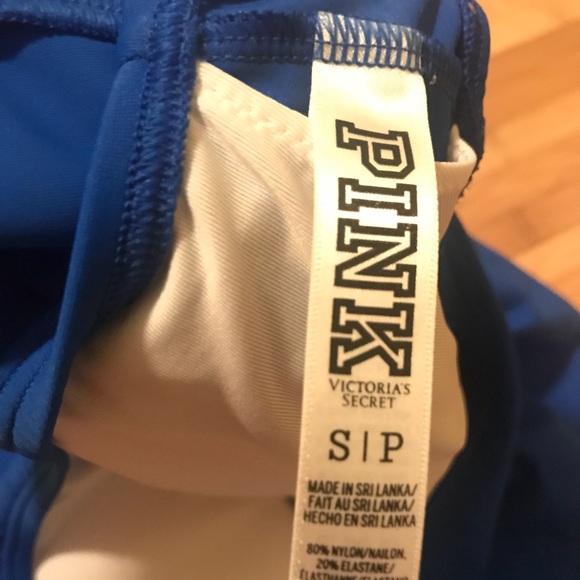 PINK
VICTORIA'S
SECRET
S|P
MADE IN SRI LANKA/
FAIT AU SRI LANKA/
HECHO EN SRI LANKA
80% NYLON/NAILON.
20% ELASTANE/
ÉLASTHANNE/